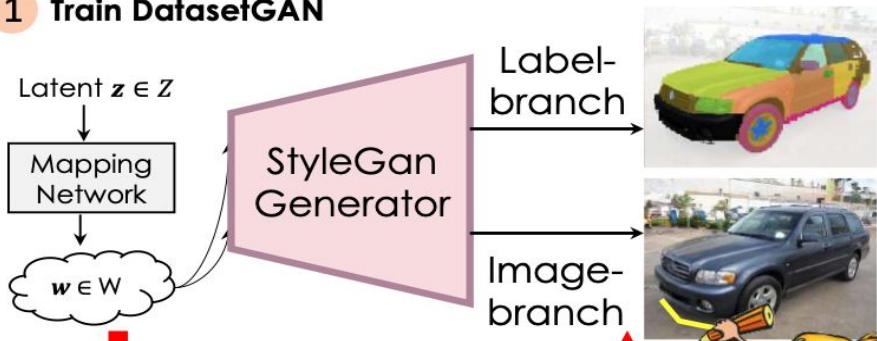 1 Train DatasetGAN
Latent z ∈ Z
Mapping
Network
w ∈ W
StyleGan
Generator
Label-
branch
Image-
branch